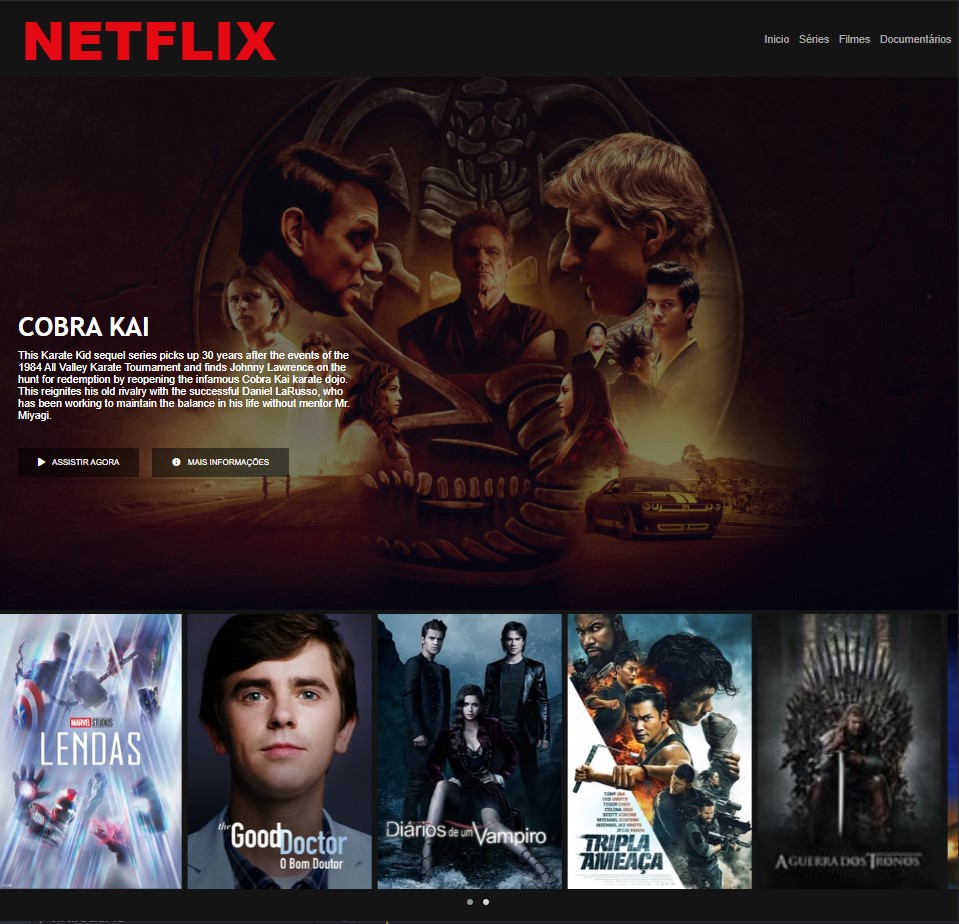 NETFLIX
Inicio Séries Filmes Documentários
COBRA KAI
This Karate Kid sequel series picks up 30 years after the events of the
1984 All Valley Karate Tournament and finds Johnny Lawrence on the
hunt for redemption by reopening the infamous Cobra Kai karate dojo.
This reignites his old rivalry with the successful Daniel LaRusso, who
has been working to maintain the balance in his life without mentor Mr.
Miyagi.
ASSISTIR AGORA
MAIS INFORMAÇÕES
MARVEL STUDIOS
LENDAS
the GoodDoctor
O Bom Doutor
Diários de um Vampiro
TONY JAA
IKO UWAIS
TIGER CHEN
CELINA JADE
SCOTT ADKINS
MICHAEL BISPING
MICHAEL JAI WHITE
JEEJA YANIN
TRIPLA
AMEAÇA
A GUERRA DOS TRONOS